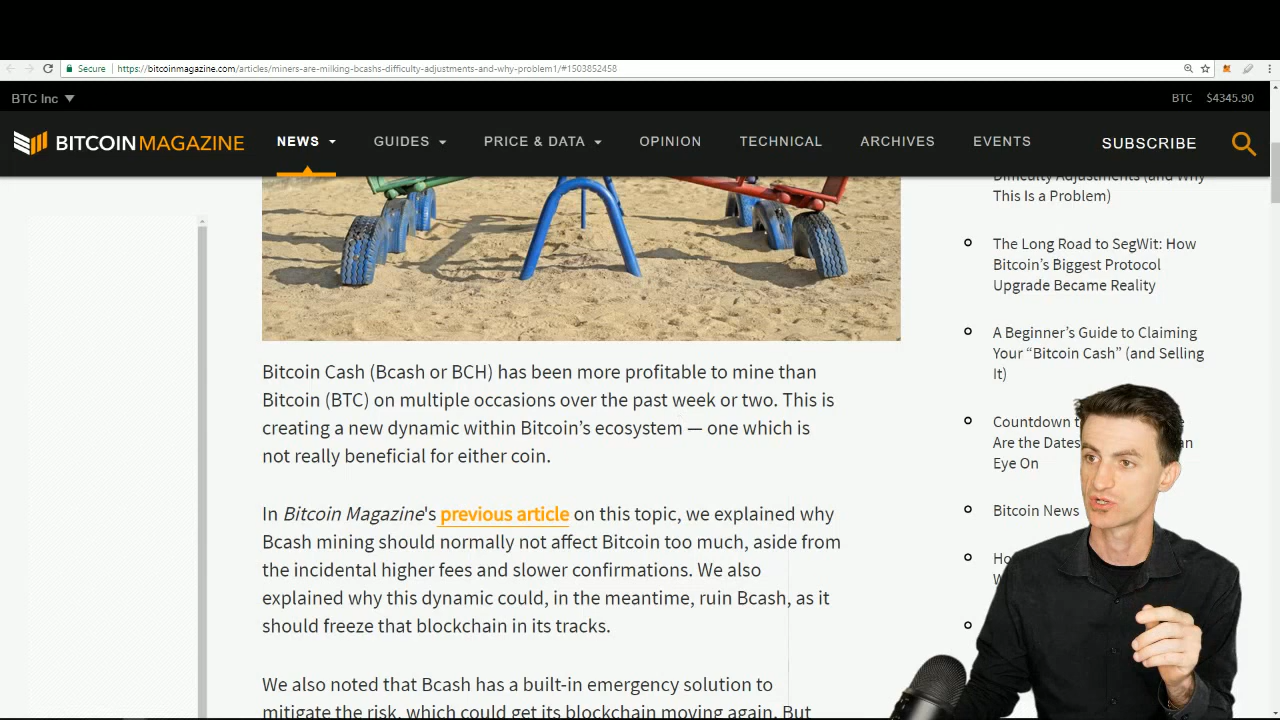 Secure
https://bitcoinmagazine.com/articles/miners-are-milking-bcashs-difficulty-adjustments-and-why-problem1/#1503852458
BTC Inc
BTC $4345.90
BITCOINMAGAZINE
NEWS
GUIDES
PRICE & DATA
OPINION
TECHNICAL
ARCHIVES
EVENTS
SUBSCRIBE
Bitcoin Cash (Bcash or BCH) has been more profitable to mine than
Bitcoin (BTC) on multiple occasions over the past week or two. This is
creating a new dynamic within Bitcoin’s ecosystem — one which is
not really beneficial for either coin.
In Bitcoin Magazine's previous article on this topic, we explained why
Bcash mining should normally not affect Bitcoin too much, aside from
the incidental higher fees and slower confirmations. We also
explained why this dynamic could, in the meantime, ruin Bcash, as it
should freeze that blockchain in its tracks.
We also noted that Bcash has a built-in emergency solution to
mitigate the risk, which could get its blockchain moving again. But
Difficulty Adjustments (and Why
This Is a Problem)
The Long Road to SegWit: How
Bitcoin’s Biggest Protocol
Upgrade Became Reality
A Beginner’s Guide to Claiming
Your “Bitcoin Cash” (and Selling
It)
Countdown
Are the Dates
Eye On
Bitcoin News